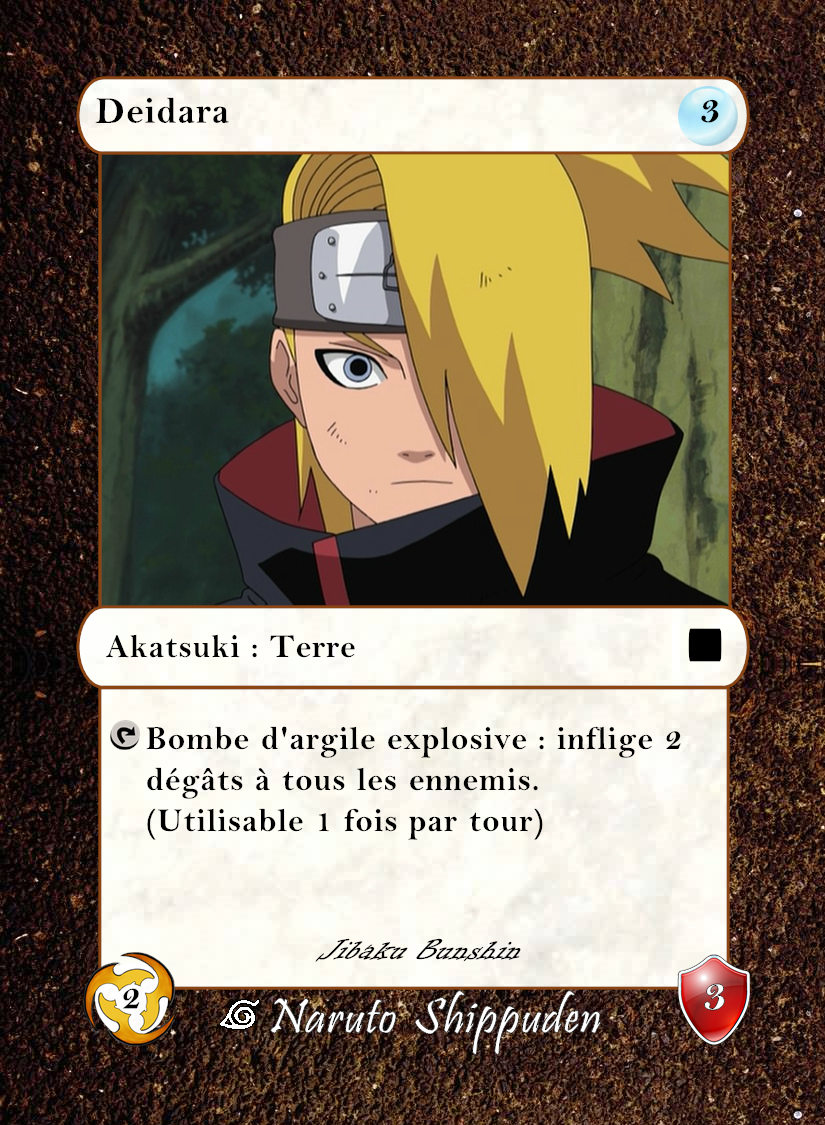 Deidara
3
Akatsuki : Terre
Bombe d'argile explosive : inflige 2
dégâts à tous les ennemis.
(Utilisable 1 fois par tour)
Jibaku Bunshin
2
Naruto Shippuden
3